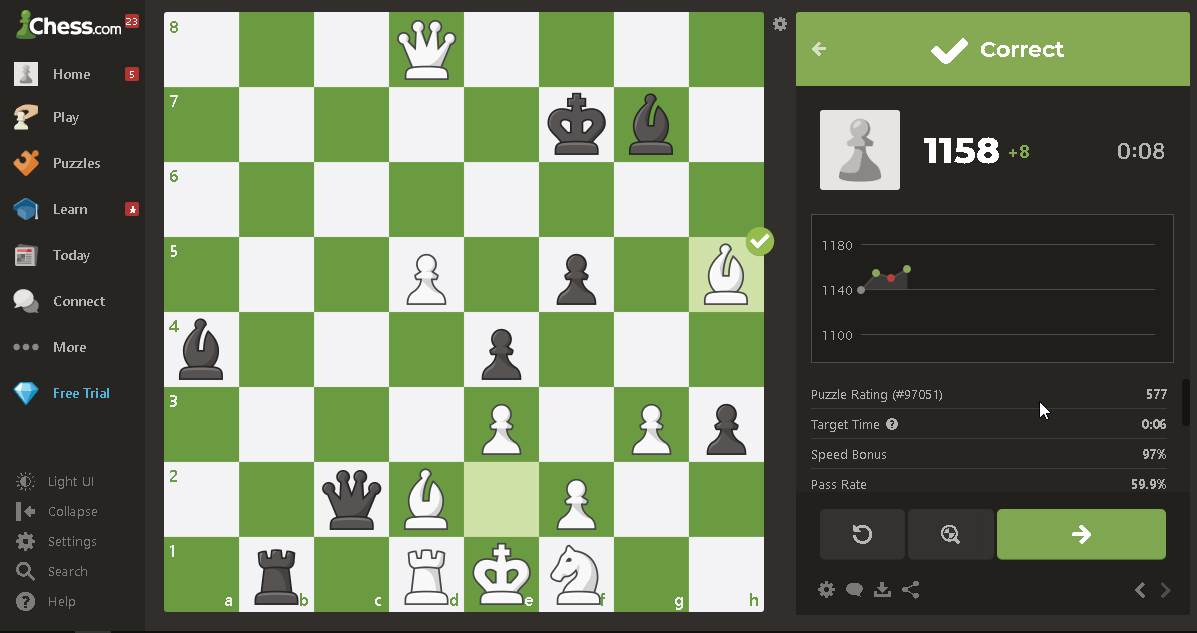 Chess.com 23
Home 5
Play
Puzzles
Learn
Today
Connect
More
Free Trial
Light UI
Collapse
Settings
Search
Help
8
7
6
5
4
3
2
1
a b c d e f g h
Correct
1158 +8 0:08
1180
1140
1100
Puzzle Rating (#97051) 577
Target Time ? 0:06
Speed Bonus 97%
Pass Rate 59.9%